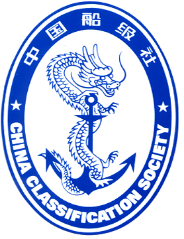 中国船级社
CHINA CLASSIFICATION SOCIETY